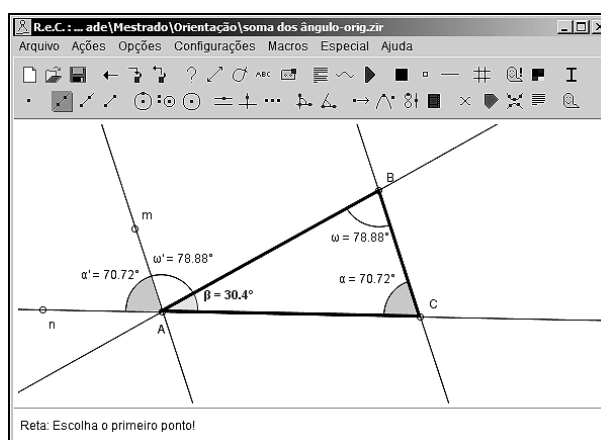 R.e.C. : ... ade\Mestrado\Orientação\soma dos ângulo-orig.zir
Arquivo Ações Opções Configurações Macros Especial Ajuda
ABC
B
m
ω' = 78.88°
ω = 78.88°
α' = 70.72°
α = 70.72°
β = 30.4°
C
n
A
Reta: Escolha o primeiro ponto!